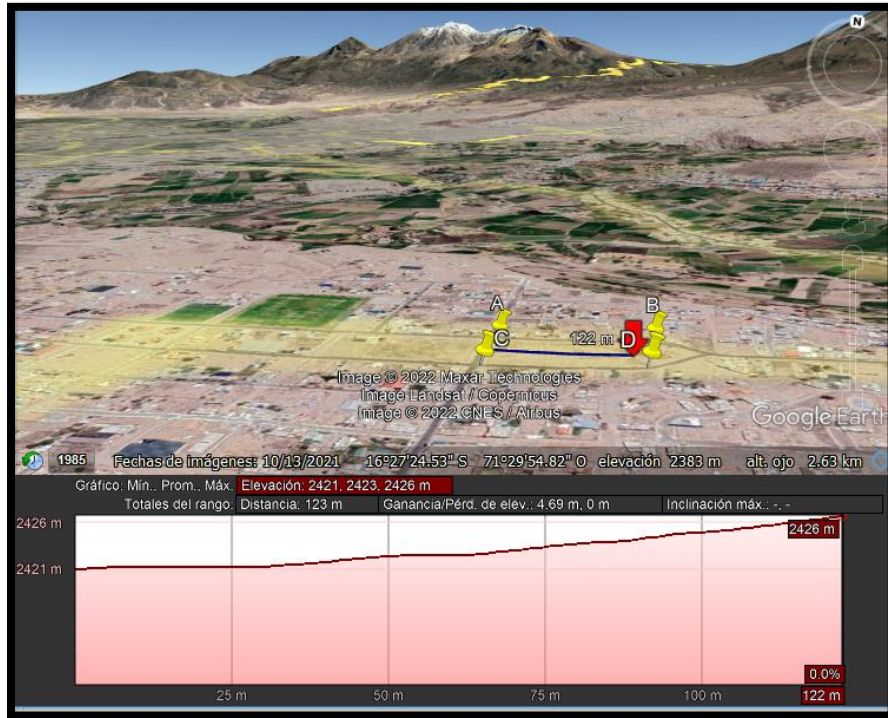 N
A
B
C
122 m
D
Image © 2022 Maxar Technologies
Image Landsat / Copernicus
Image © 2022 CNES / Airbus
Google Earth
1985 Fechas de imágenes: 10/13/2021 16°27'24.53" S 71°29'54.82" O elevación 2383 m alt. ojo 2.63 km
Gráfico: Mín., Prom., Máx. Elevación: 2421, 2423, 2426 m
Totales del rango: Distancia: 123 m Ganancia/Pérd. de elev.: 4.69 m, 0 m Inclinación máx.: -, -
2426 m
2426 m
2421 m
0.0%
25 m 50 m 75 m 100 m 122 m